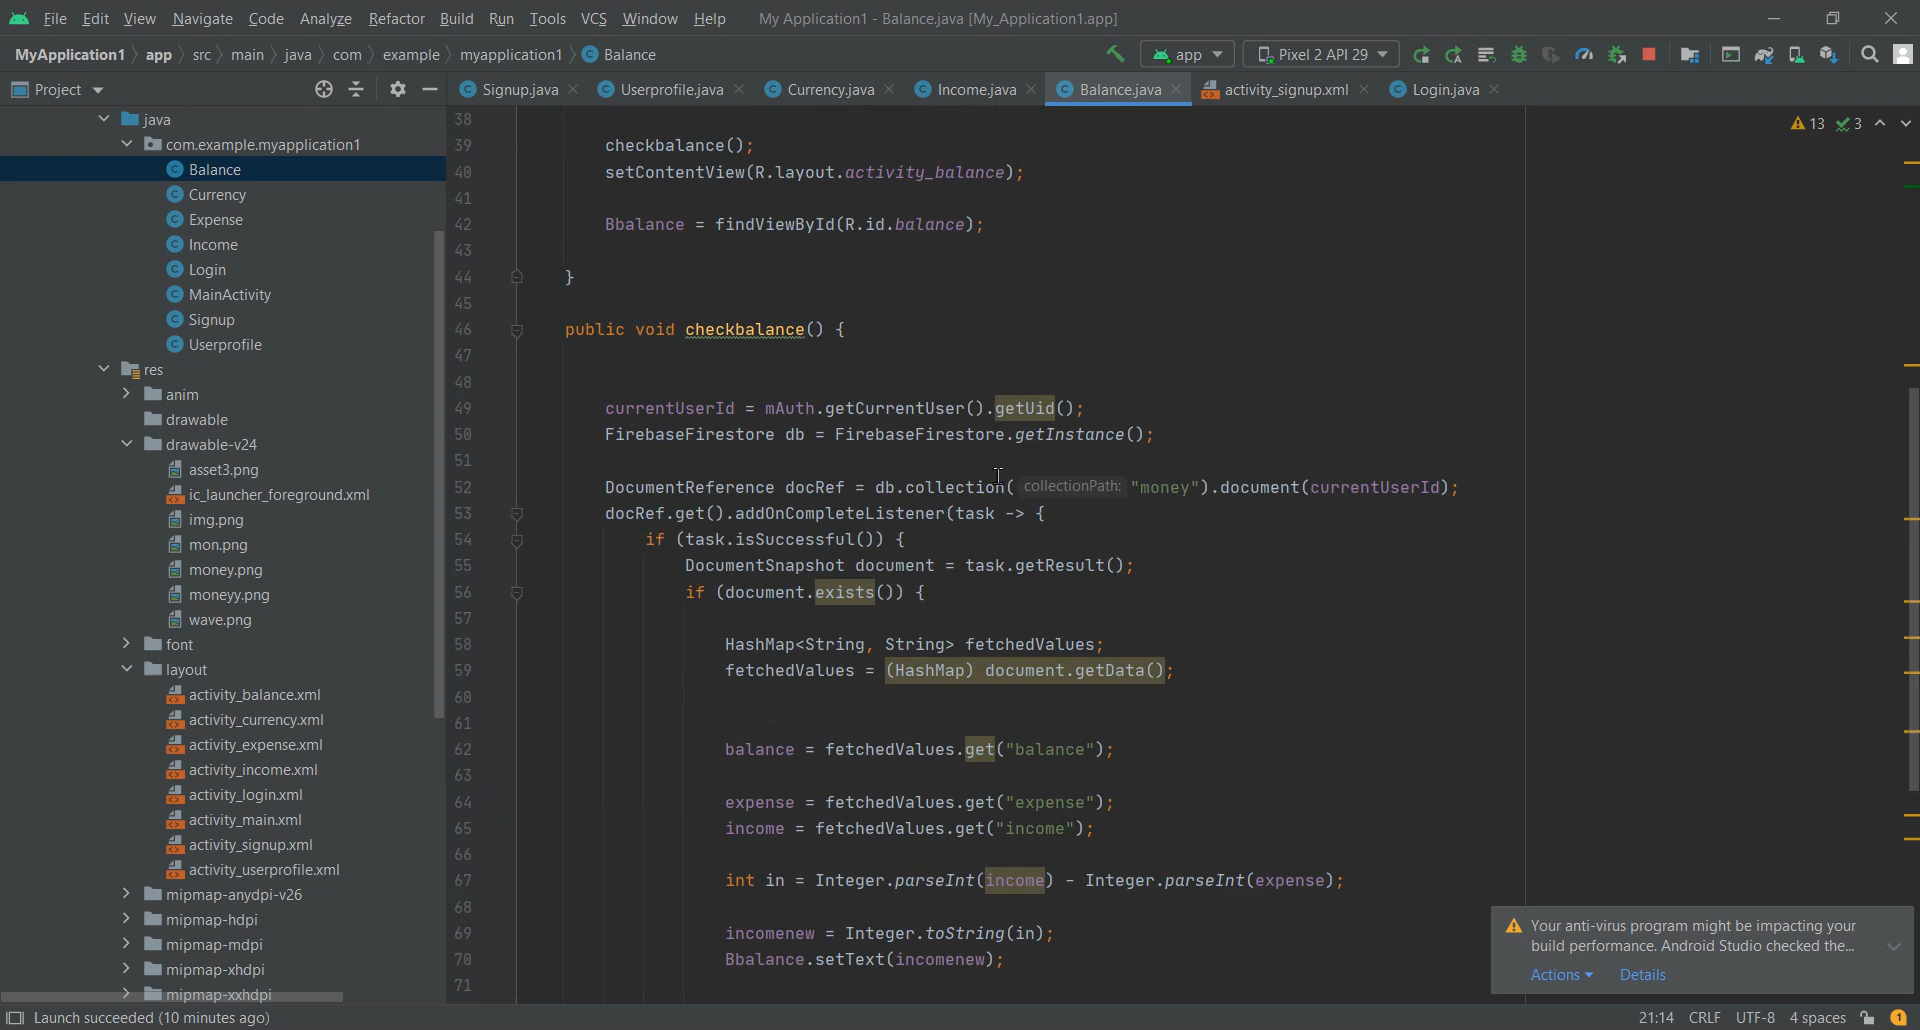 File Edit View Navigate Code Analyze Refactor Build Run Tools VCS Window Help My Application1 - Balance.java [My_Application1.app]
MyApplication1 app src main java com example myapplication1 Balance app Pixel 2 API 29
Project Signup.java Userprofile.java Currency.java Income.java Balance.java activity_signup.xml Login.java
java
com.example.myapplication1
Balance
Currency
Expense
Income
Login
MainActivity
Signup
Userprofile
res
anim
drawable
drawable-v24
asset3.png
ic_launcher_foreground.xml
img.png
mon.png
money.png
moneyy.png
wave.png
font
layout
activity_balance.xml
activity_currency.xml
activity_expense.xml
activity_income.xml
activity_login.xml
activity_main.xml
activity_signup.xml
activity_userprofile.xml
mipmap-anydpi-v26
mipmap-hdpi
mipmap-mdpi
mipmap-xhdpi
mipmap-xxhdpi
13 3
38
39 checkbalance();
40 setContentView(R.layout.activity_balance);
41
42 Bbalance = findViewById(R.id.balance);
43
44 }
45
46 public void checkbalance() {
47
48
49 currentUserId = mAuth.getCurrentUser().getUid();
50 FirebaseFirestore db = FirebaseFirestore.getInstance();
51
52 DocumentReference docRef = db.collection( collectionPath: "money").document(currentUserId);
53 docRef.get().addOnCompleteListener(task -> {
54 if (task.isSuccessful()) {
55 DocumentSnapshot document = task.getResult();
56 if (document.exists()) {
57
58 HashMap<String, String> fetchedValues;
59 fetchedValues = (HashMap) document.getData();
60
61
62 balance = fetchedValues.get("balance");
63
64 expense = fetchedValues.get("expense");
65 income = fetchedValues.get("income");
66
67 int in = Integer.parseInt(income) - Integer.parseInt(expense);
68
69 incomenew = Integer.toString(in);
70 Bbalance.setText(incomenew);
71
Your anti-virus program might be impacting your
build performance. Android Studio checked the...
Actions Details
Launch succeeded (10 minutes ago) 21:14 CRLF UTF-8 4 spaces 1